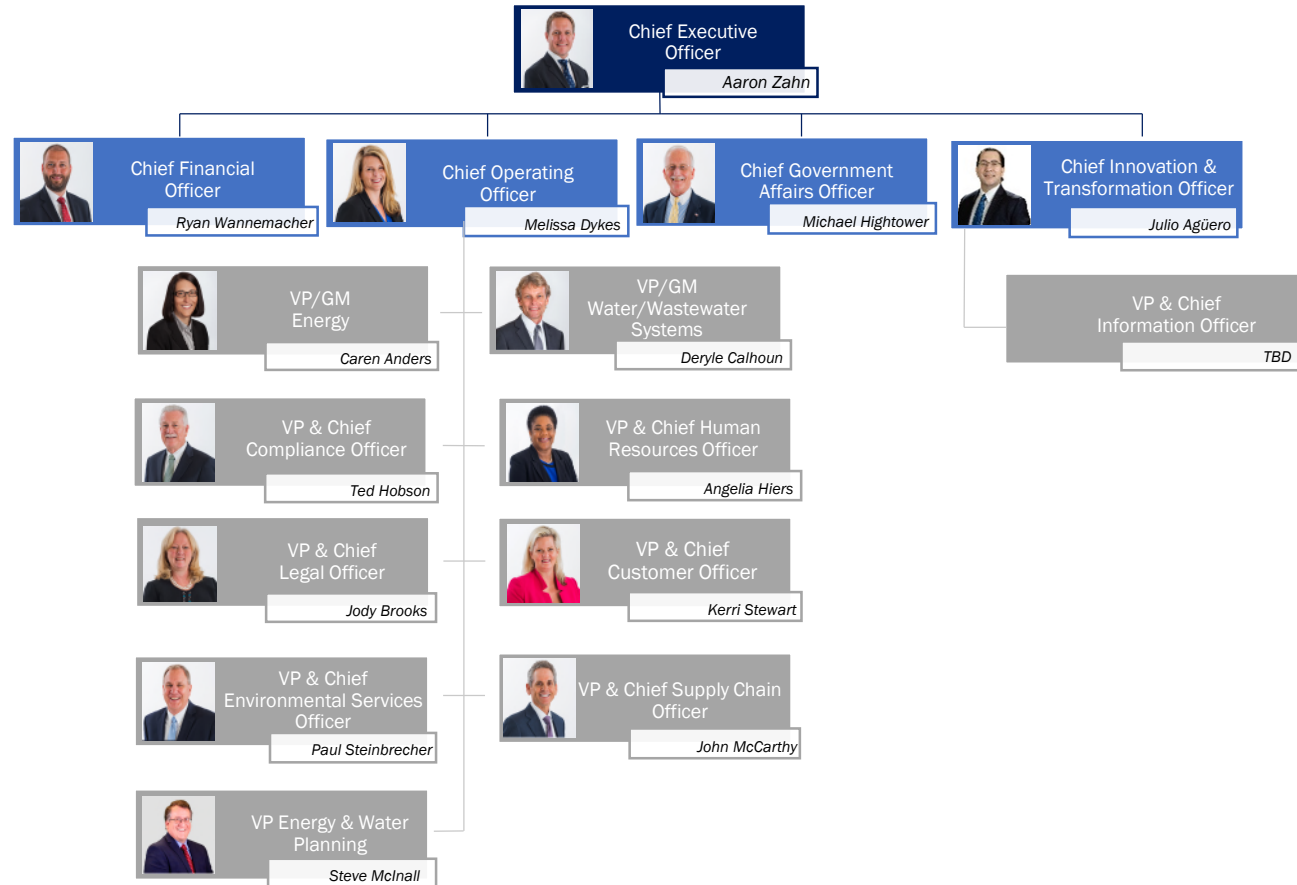 Chief Executive
Officer
Aaron Zahn
Chief Financial
Officer
Ryan Wannemacher
Chief Operating
Officer
Melissa Dykes
Chief Government
Affairs Officer
Michael Hightower
Chief Innovation &
Transformation Officer
Julio Agüero
VP/GM
Energy
Caren Anders
VP/GM
Water/Wastewater
Systems
Deryle Calhoun
VP & Chief
Information Officer
TBD
VP & Chief
Compliance Officer
Ted Hobson
VP & Chief Human
Resources Officer
Angelia Hiers
VP & Chief
Legal Officer
Jody Brooks
VP & Chief
Customer Officer
Kerri Stewart
VP & Chief
Environmental Services
Officer
Paul Steinbrecher
VP & Chief Supply Chain
Officer
John McCarthy
VP Energy & Water
Planning
Steve McInall